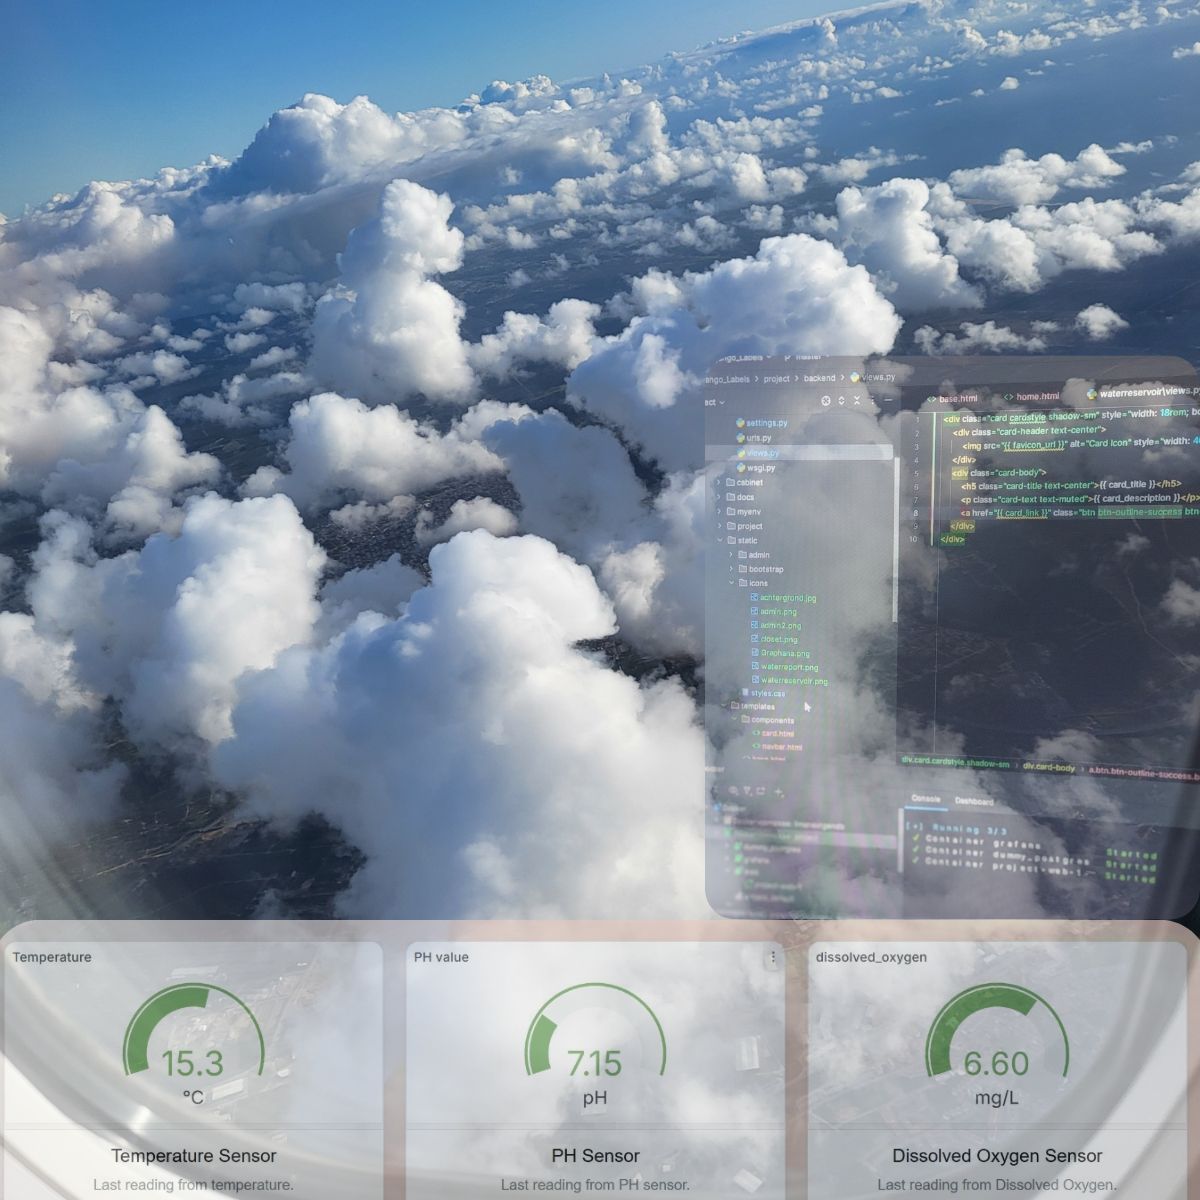 ango_Labels
master
ango_Labels > project > backend > views.py
ect
base.html
home.html
waterreservoir\views.p
settings.py
urls.py
views.py
wsgi.py
cabinet
docs
myenv
project
static
admin
bootstrap
icons
achtergrond.jpg
admin.png
admin2.png
closet.png
Graphana.png
waterreport.png
waterreservoir.png
styles.css
templates
components
card.html
navbar.html
1 <div class="card cardstyle shadow-sm" style="width: 18rem; bo
2 <div class="card-header text-center">
3 <img src="{{ favicon_url }}" alt="Card Icon" style="width: 4
4 </div>
5 <div class="card-body">
6 <h5 class="card-title text-center">{{ card_title }}</h5>
7 <p class="card-text text-muted">{{ card_description }}</p>
8 <a href="{{ card_link }}" class="btn btn-outline-success btn-
9 </div>
10 </div>
div.card.cardstyle.shadow-sm > div.card-body > a.btn.btn-outline-success.b
Console Dashboard
[+] Running 3/3
✓ Container grafana Started
✓ Container dummy_postgres Started
✓ Container project-web-1 Started
Temperature
15.3
°C
Temperature Sensor
Last reading from temperature.
PH value
7.15
pH
PH Sensor
Last reading from PH sensor.
dissolved_oxygen
6.60
mg/L
Dissolved Oxygen Sensor
Last reading from Dissolved Oxygen.